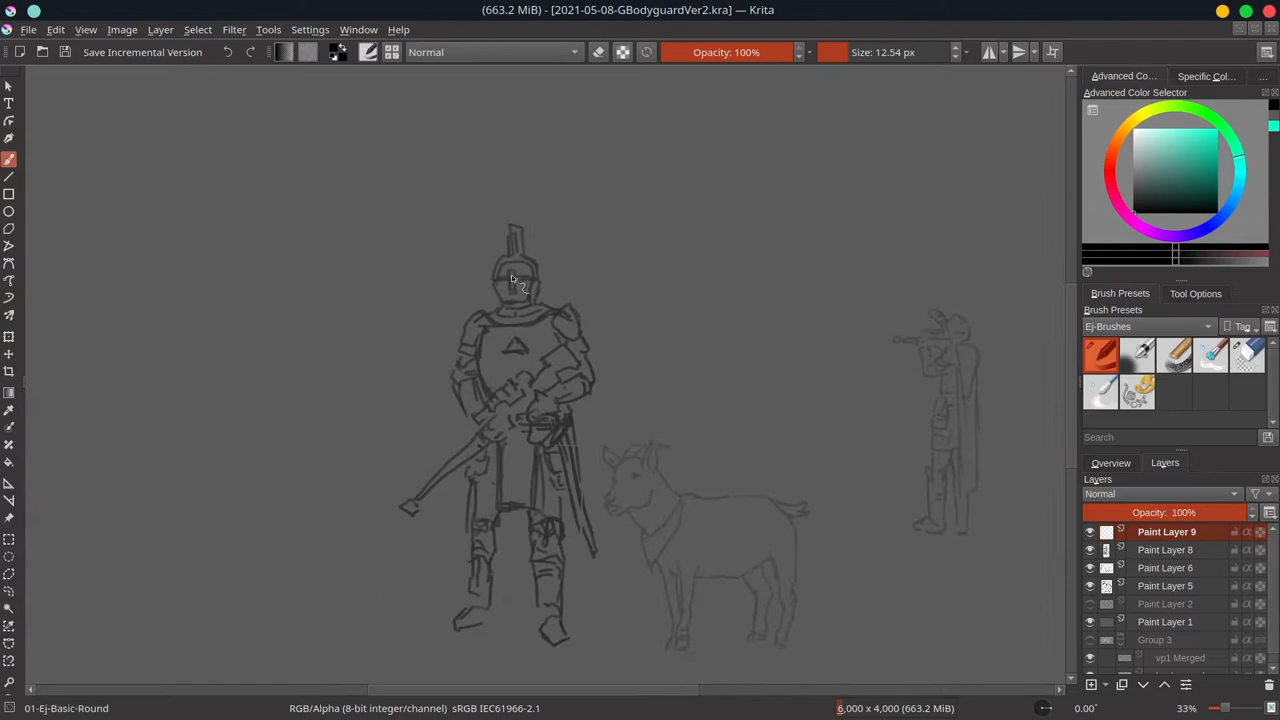 (663.2 MiB) - [2021-05-08-GBodyguardVer2.kra] — Krita
File Edit View Image Layer Select Filter Tools Settings Window Help
Save Incremental Version Normal Opacity: 100% Size: 12.54 px
Advanced Co... Specific Col... ...
Advanced Color Selector
Brush Presets Tool Options
Brush Presets
Ej-Brushes Tag
Search
Overview Layers
Layers
Normal
Opacity: 100%
Paint Layer 9
Paint Layer 8
Paint Layer 6
Paint Layer 5
Paint Layer 2
Paint Layer 1
Group 3
vp1 Merged
01-Ej-Basic-Round RGB/Alpha (8-bit integer/channel) sRGB IEC61966-2.1 6,000 x 4,000 (663.2 MiB) 0.00° 33%